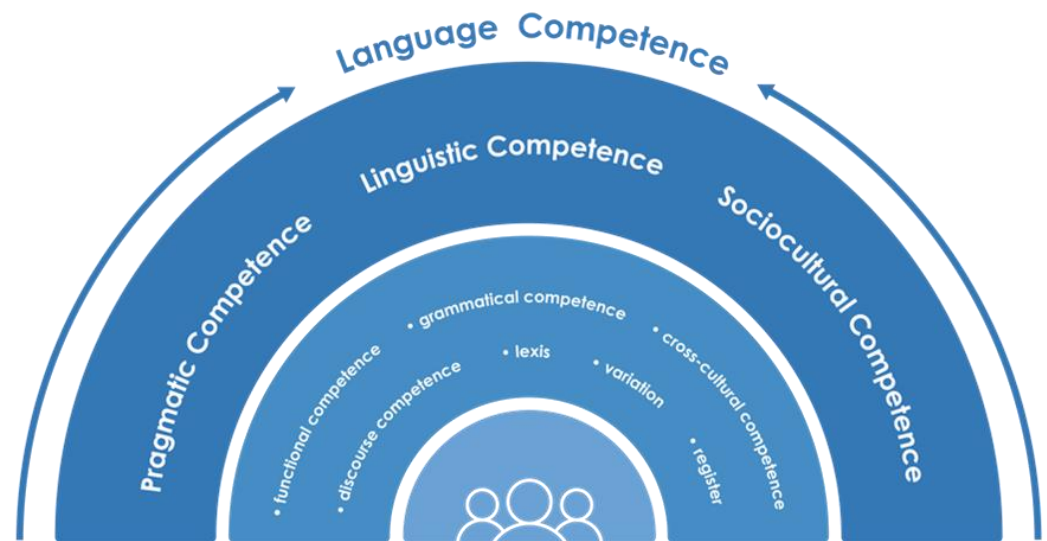 Language Competence
Pragmatic Competence
Linguistic Competence
Sociocultural Competence
• functional competence
• discourse competence
• grammatical competence
• lexis
• variation
• cross-cultural competence
• register